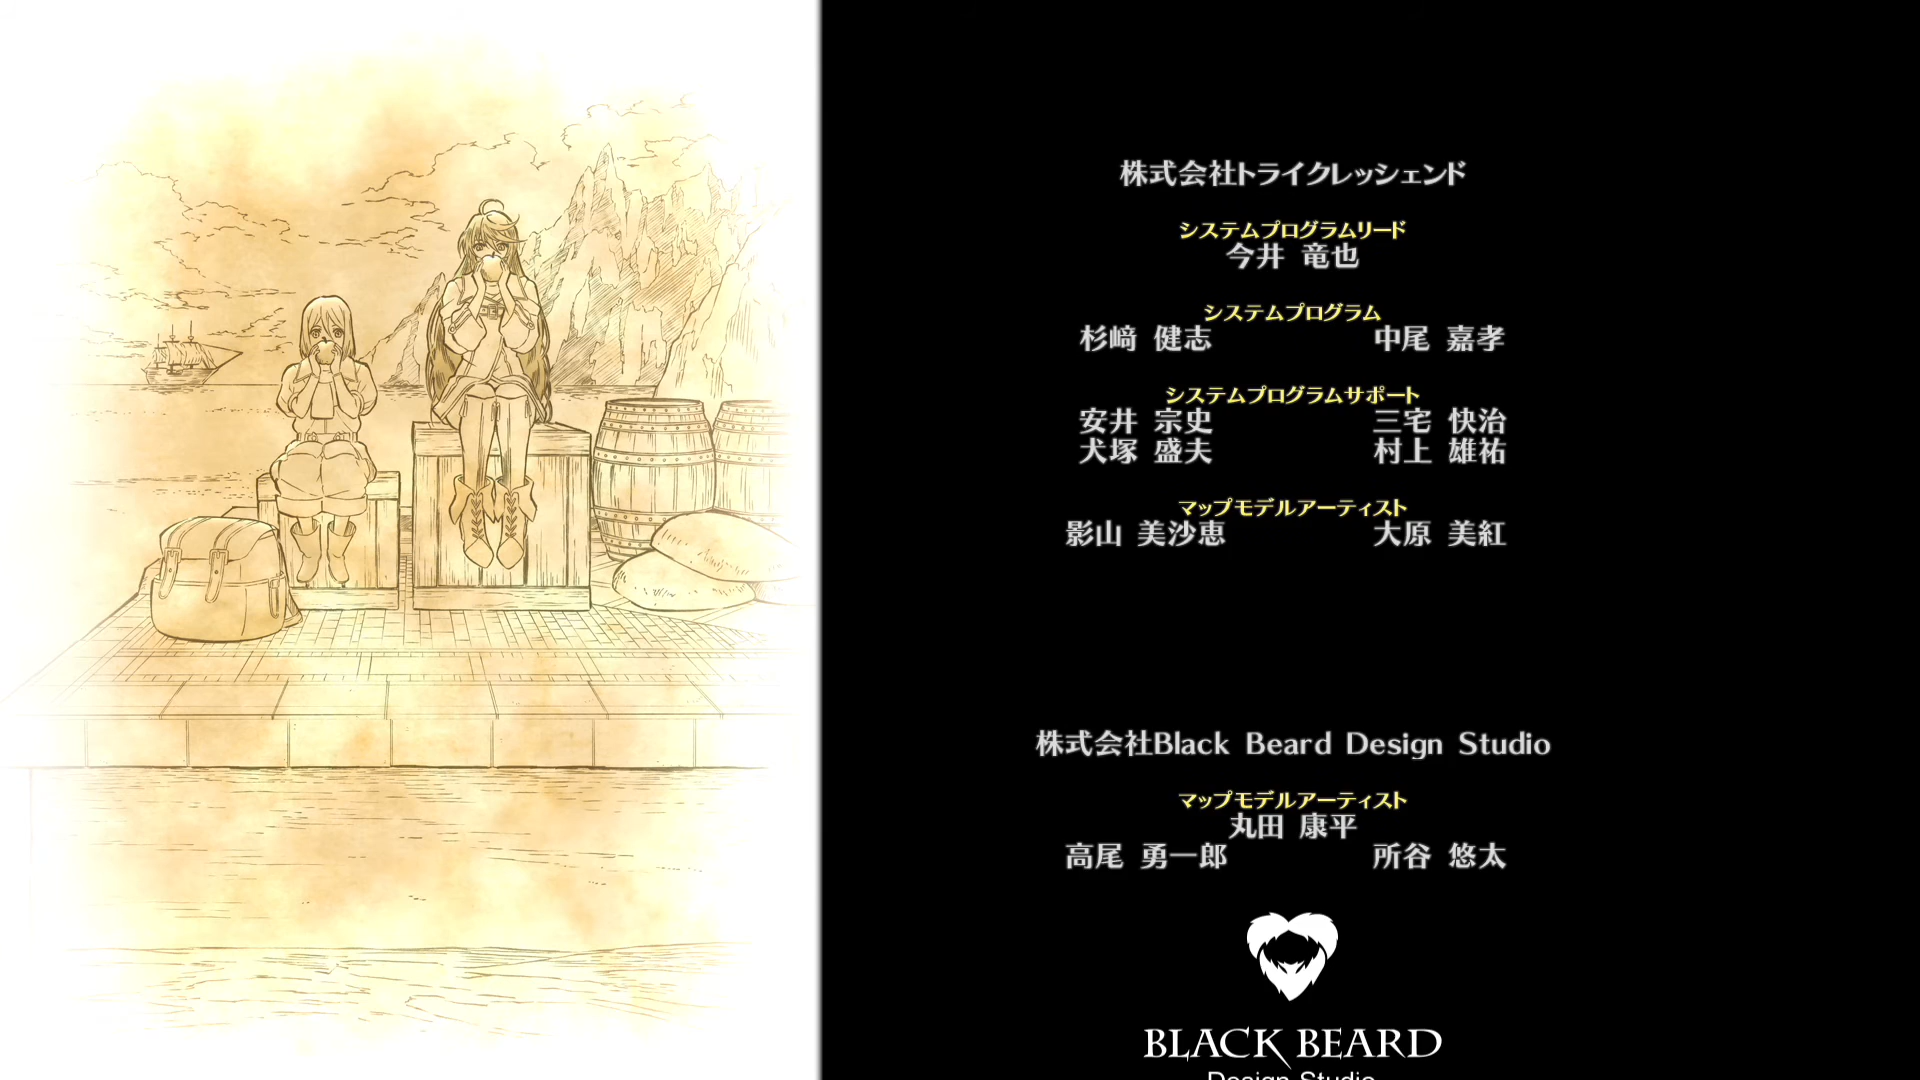 株式会社トライクレッシェンド
システムプログラムリード
今井 竜也
システムプログラム
杉﨑 健志 中尾 嘉孝
システムプログラムサポート
安井 宗史 三宅 快治
犬塚 盛夫 村上 雄祐
マップモデルアーティスト
影山 美沙恵 大原 美紅
株式会社Black Beard Design Studio
マップモデルアーティスト
丸田 康平
高尾 勇一郎 所谷 悠太
BLACK BEARD
Design Studio